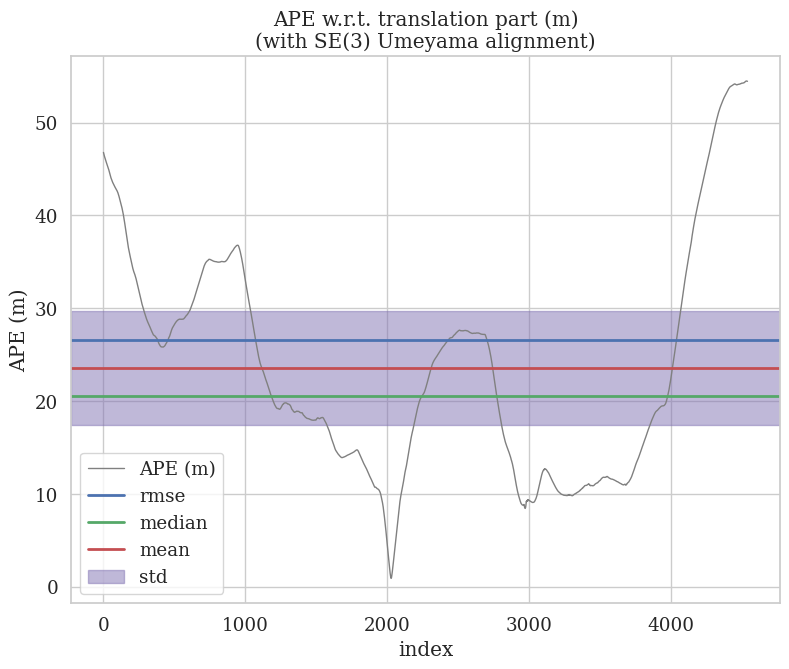 APE w.r.t. translation part (m)
(with SE(3) Umeyama alignment)
APE (m)
50
40
30
20
10
0
APE (m)
rmse
median
mean
std
0 1000 2000 3000 4000
index